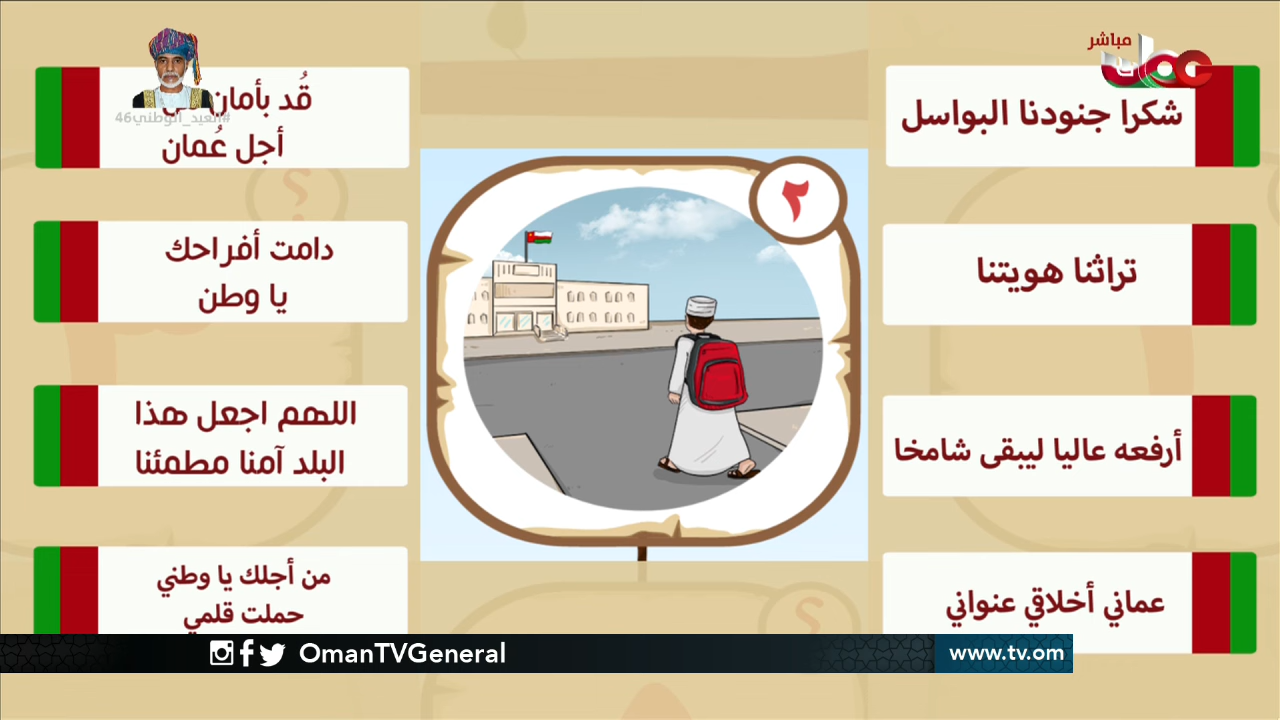 مباشر
عمان
#العيد_الوطني46
شكرا جنودنا البواسل
تراثنا هويتنا
أرفعه عاليا ليبقى شامخا
عماني أخلاقي عنواني
٢
؟
؟
قُد بأمان
أجل عُمان
دامت أفراحك
يا وطن
اللهم اجعل هذا
البلد آمنا مطمئنا
من أجلك يا وطني
حملت قلمي
OmanTVGeneral
www.tv.om